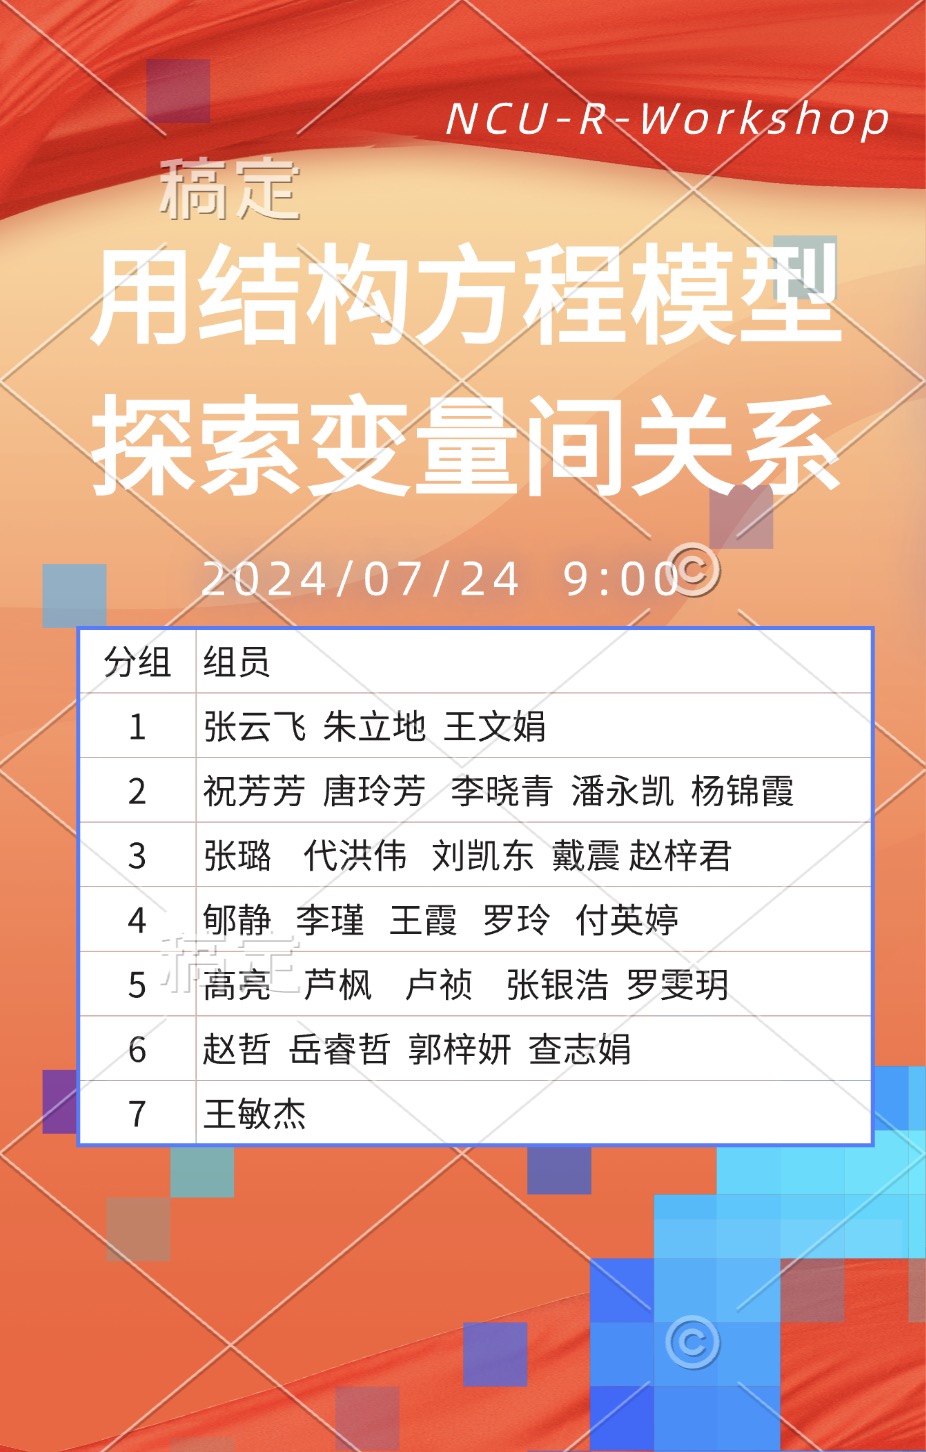 NCU-R-Workshop
稿定
用结构方程模型
探索变量间关系
2024/07/24 9:00
©
分组 组员
1 张云飞 朱立地 王文娟
2 祝芳芳 唐玲芳 李晓青 潘永凯 杨锦霞
3 张璐 代洪伟 刘凯东 戴震 赵梓君
4 郇静 李瑾 王霞 罗玲 付英婷
稿定
5 高亮 芦枫 卢祯 张银浩 罗雯玥
6 赵哲 岳睿哲 郭梓妍 查志娟
7 王敏杰
©